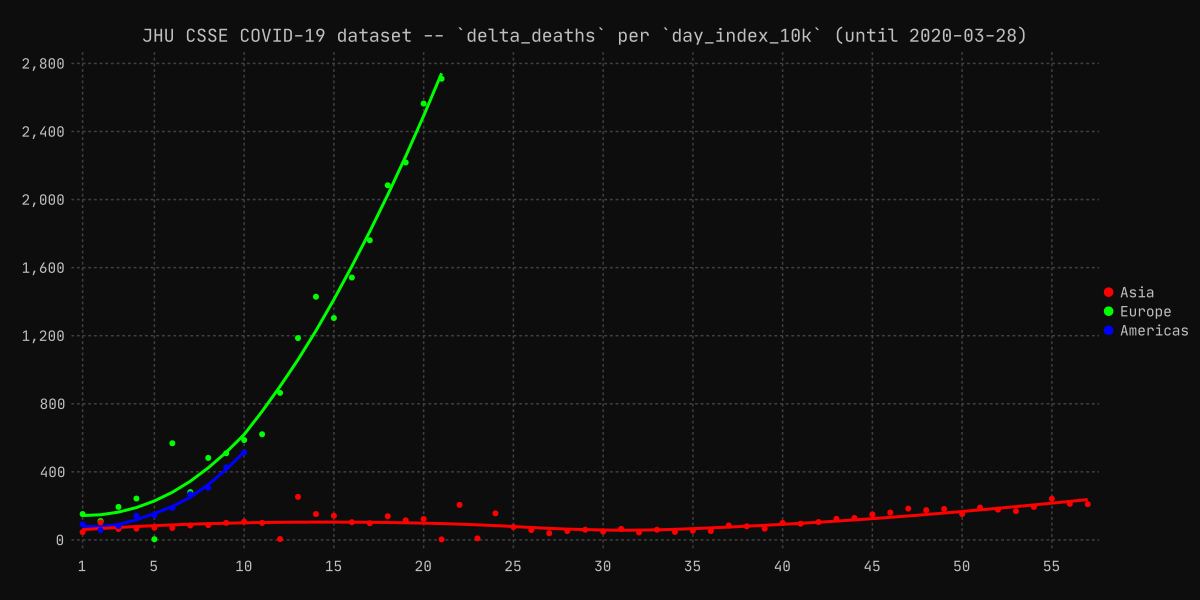 JHU CSSE COVID-19 dataset -- `delta_deaths` per `day_index_10k` (until 2020-03-28)
2,800
2,400
2,000
1,600
1,200
800
400
0
1 5 10 15 20 25 30 35 40 45 50 55
Asia
Europe
Americas